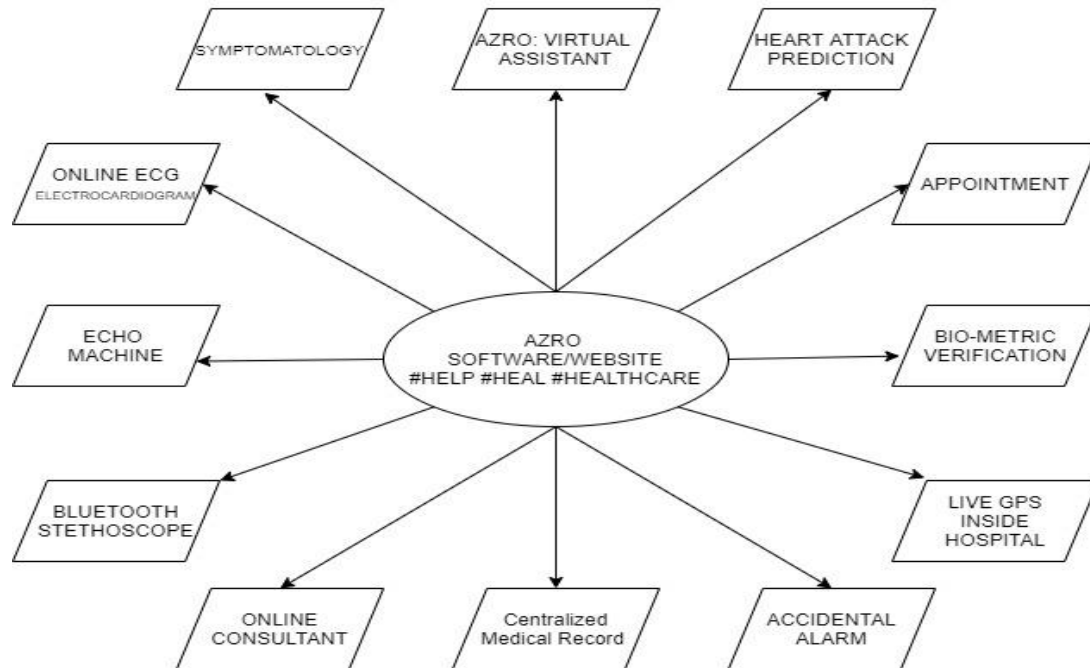 SYMPTOMATOLOGY
AZRO: VIRTUAL
ASSISTANT
HEART ATTACK
PREDICTION
ONLINE ECG
ELECTROCARDIOGRAM
APPOINTMENT
ECHO
MACHINE
AZRO
SOFTWARE/WEBSITE
#HELP #HEAL #HEALTHCARE
BIO-METRIC
VERIFICATION
BLUETOOTH
STETHOSCOPE
LIVE GPS
INSIDE
HOSPITAL
ONLINE
CONSULTANT
Centralized
Medical Record
ACCIDENTAL
ALARM